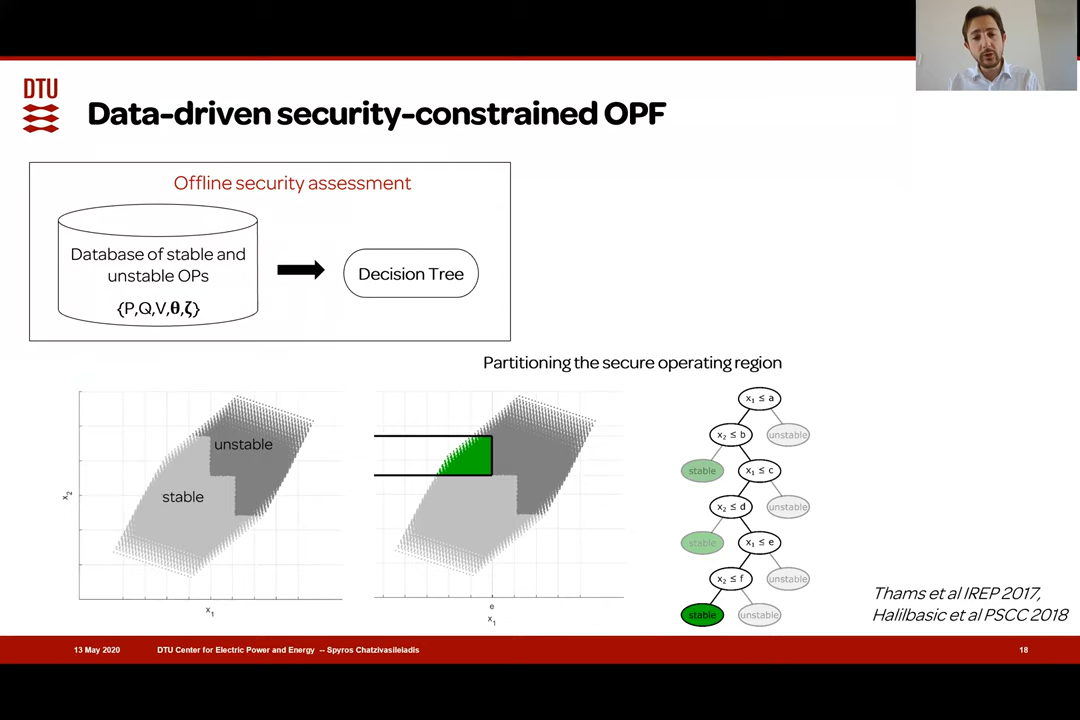 DTU
Data-driven security-constrained OPF
Offline security assessment
Database of stable and
unstable OPs
{P,Q,V,θ,ζ}
Decision Tree
Partitioning the secure operating region
unstable
stable
x₂
x₁
e
x₁
x₁ ≤ a
x₂ ≤ b
unstable
stable
x₁ ≤ c
x₂ ≤ d
unstable
stable
x₁ ≤ e
x₂ ≤ f
unstable
stable
unstable
Thams et al IREP 2017,
Halilbasic et al PSCC 2018
13 May 2020
DTU Center for Electric Power and Energy -- Spyros Chatzivasileiadis
18